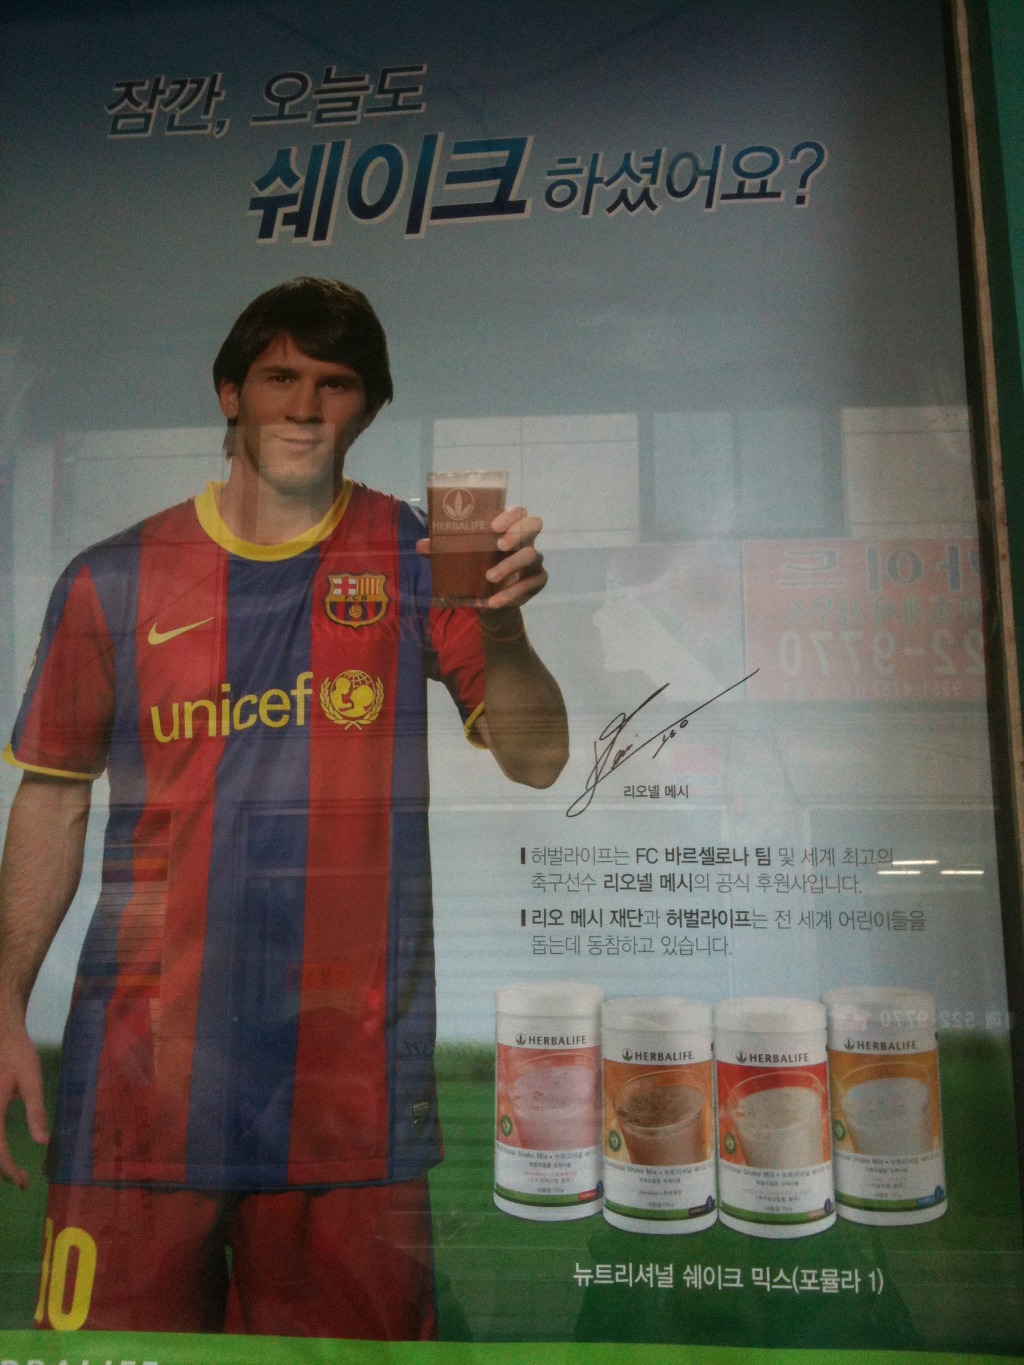 잠깐, 오늘도
쉐이크 하셨어요?
HERBALIFE
unicef
리오넬 메시
허벌라이프는 FC 바르셀로나 팀 및 세계 최고의
축구선수 리오넬 메시의 공식 후원사입니다.
리오 메시 재단과 허벌라이프는 전 세계 어린이들을
돕는데 동참하고 있습니다.
HERBALIFE
HERBALIFE
HERBALIFE
HERBALIFE
뉴트리셔널 쉐이크 믹스(포뮬라 1)
10